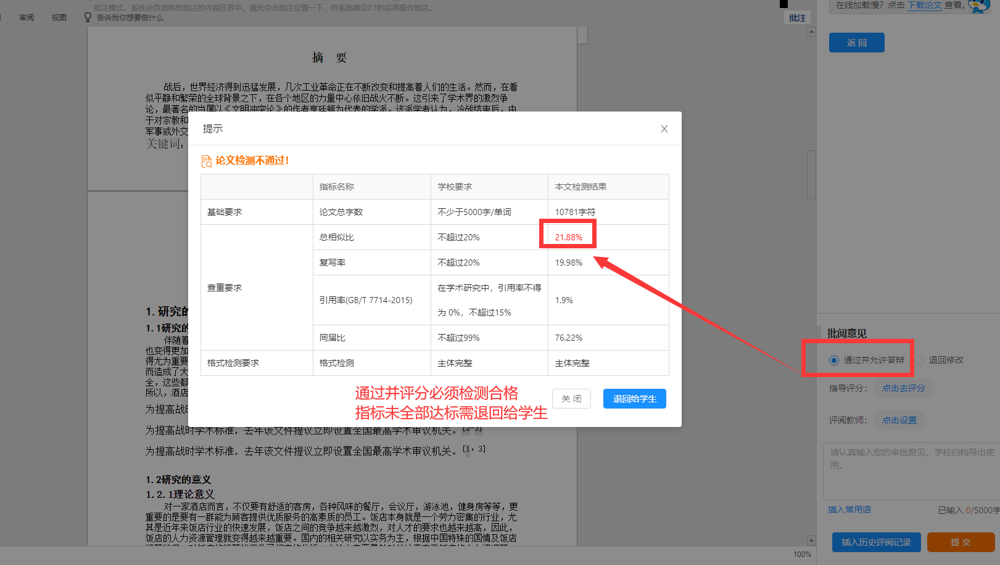 批注模式，系统会自动将您批注的内容区居中。请先点击批注位置一下，待系统响应0.1秒后再操作批注。
审阅 视图 告诉我你想要做什么
批注
在线加载慢？点击 下载论文 查看。
返 回
摘 要
战后，世界经济得到迅猛发展，几次工业革命正在不断改变和提高着人们的生活。然而，在看
似平静和繁荣的全球背景之下，在各个地区的力量中心依旧战火不断。这引来了学术界的激烈争
论，最著名的当属以《文明冲突论》的作者亨廷顿为代表的学派。该派学者认为，冷战结束后，由
于对宗教和
军事或外交
关键词：
提示
论文检测不通过！
指标名称 学校要求 本文检测结果
基础要求 论文总字数 不少于5000字/单词 10781字符
查重要求
总相似比 不超过20% 21.88%
复写率 不超过20% 19.98%
引用率(GB/T 7714-2015) 在学术研究中，引用率不得
为 0%，不超过15% 1.9%
同届比 不超过99% 76.22%
格式检测要求 格式检测 主体完整 主体完整
通过并评分必须检测合格
指标未全部达标需退回给学生
关 闭 退回给学生
1.研究的
1.1研究的
伴随着
也变得更加
得尤为重要
而造成了大
全，这些都
所以，酒店
为提高战时
为提高战时学术标准，去年该文件提议立即设置全国最高学术审议机关。[2-3]
为提高战时学术标准，去年该文件提议立即设置全国最高学术审议机关。[1，3]
1.2研究的意义
1.2.1理论意义
对一家酒店而言，不仅要有舒适的客房，各种风味的餐厅，会议厅，游泳池，健身房等等，更
重要的是要有一群能为顾客提供优质服务的高素质的员工。饭店本身就是一个劳力密集的行业，尤
其是近年来饭店行业的快速发展，饭店之间的竞争越来越激烈，对人才的要求也越来越高，因此，
饭店的人力资源管理就变得越来越重要。国内的相关研究以实务为主，根据中国特殊的国情及饭店
批阅意见
通过并允许答辩 退回修改
指导评分： 点击去评分
评阅教师： 点击设置
请认真输入您的审批意见，学校归档导出使
用。
插入常用语 已输入 0/5000字
插入历史评阅记录 提 交
100%